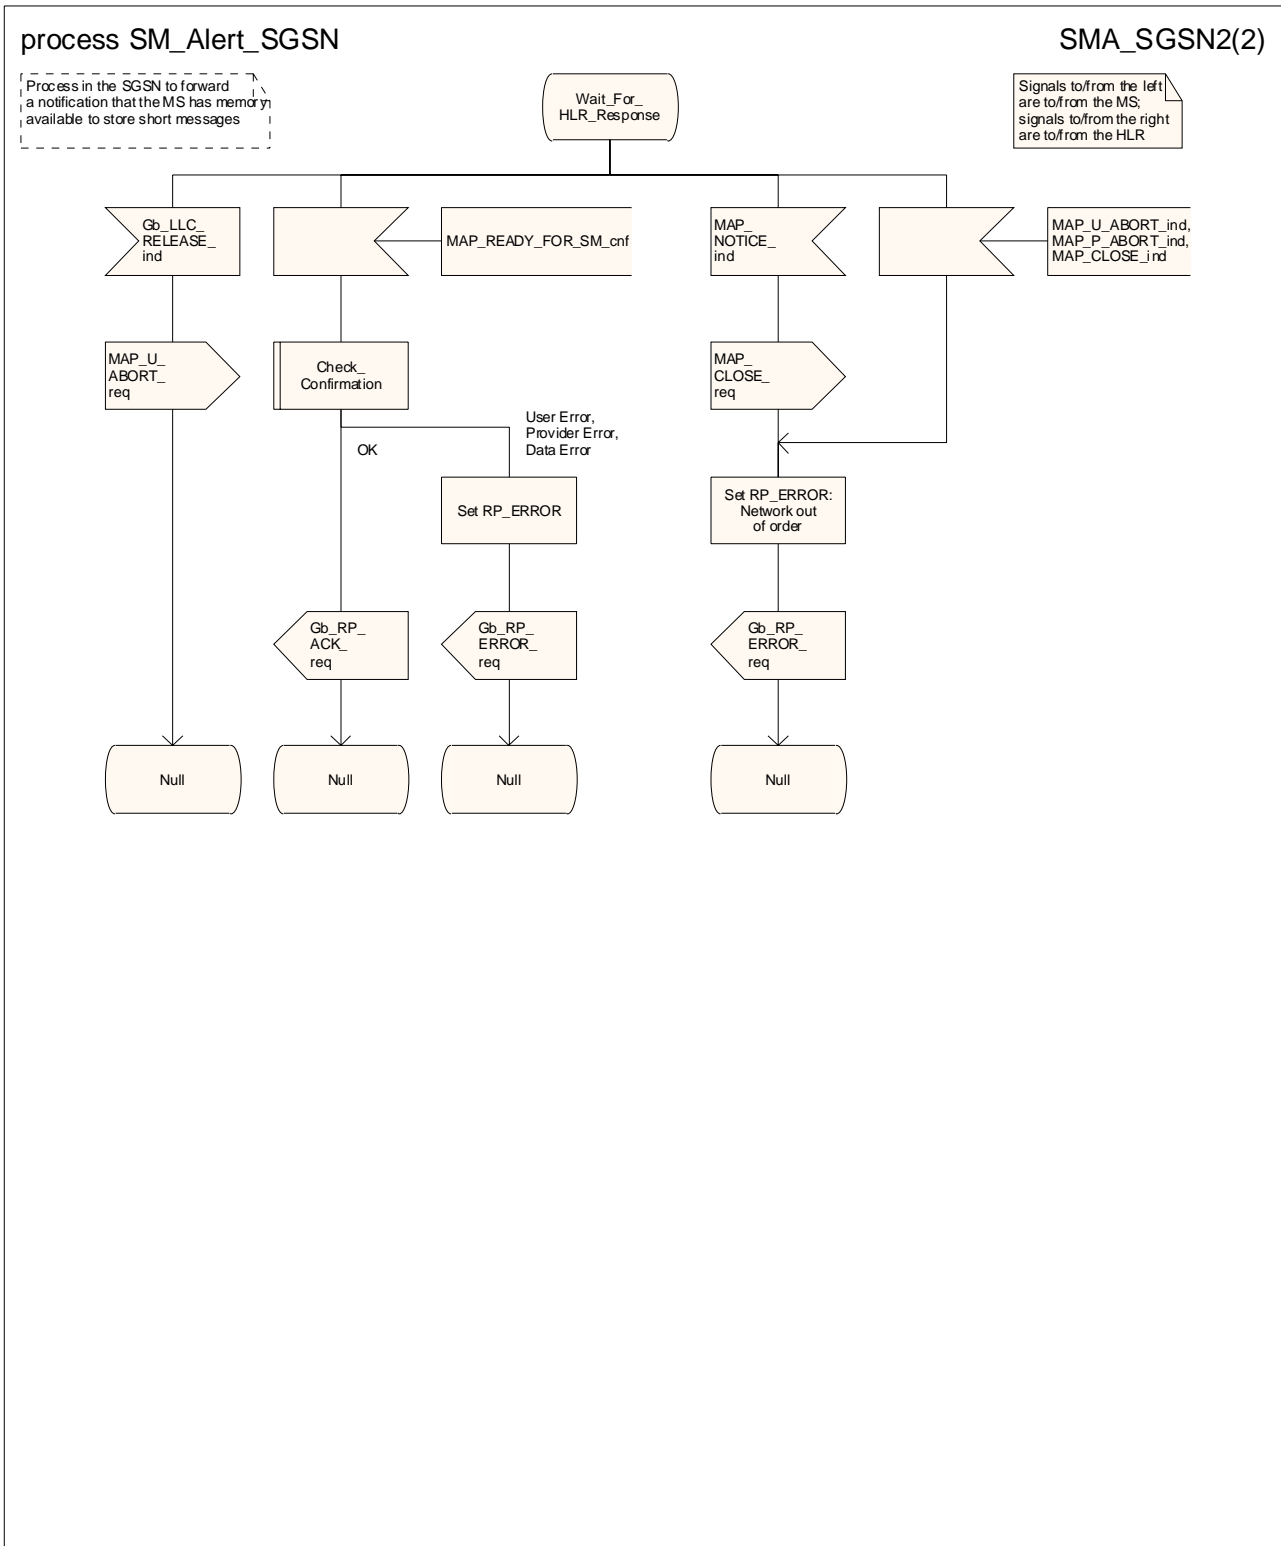 process SM_Alert_SGSN
SMA_SGSN2(2)
Process in the SGSN to forward
a notification that the MS has memory
available to store short messages
Wait_For_
HLR_Response
Signals to/from the left
are to/from the MS;
signals to/from the right
are to/from the HLR
Gb_LLC_
RELEASE_
ind
MAP_READY_FOR_SM_cnf
MAP_
NOTICE_
ind
MAP_U_ABORT_ind,
MAP_P_ABORT_ind,
MAP_CLOSE_ind
MAP_U_
ABORT_
req
Check_
Confirmation
MAP_
CLOSE_
req
OK
User Error,
Provider Error,
Data Error
Set RP_ERROR
Set RP_ERROR:
Network out
of order
Gb_RP_
ACK_
req
Gb_RP_
ERROR_
req
Gb_RP_
ERROR_
req
Null
Null
Null
Null